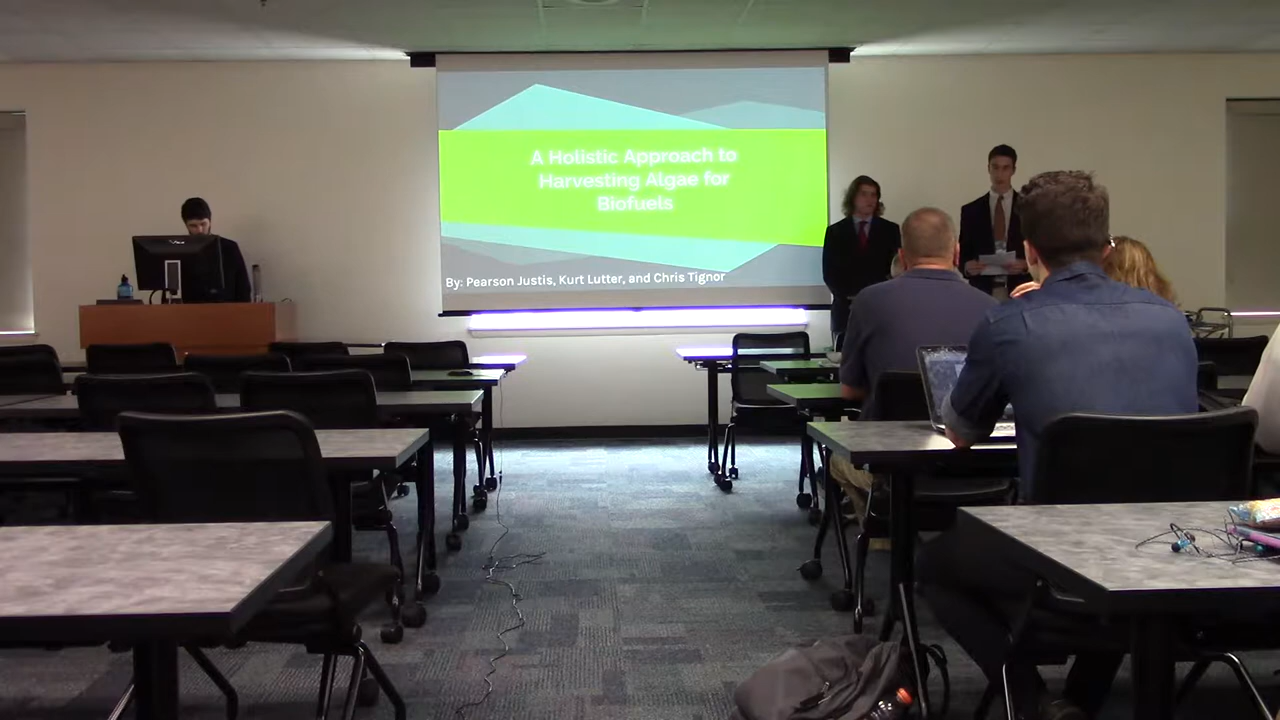 A Holistic Approach to
Harvesting Algae for
Biofuels
By: Pearson Justis, Kurt Lutter, and Chris Tignor